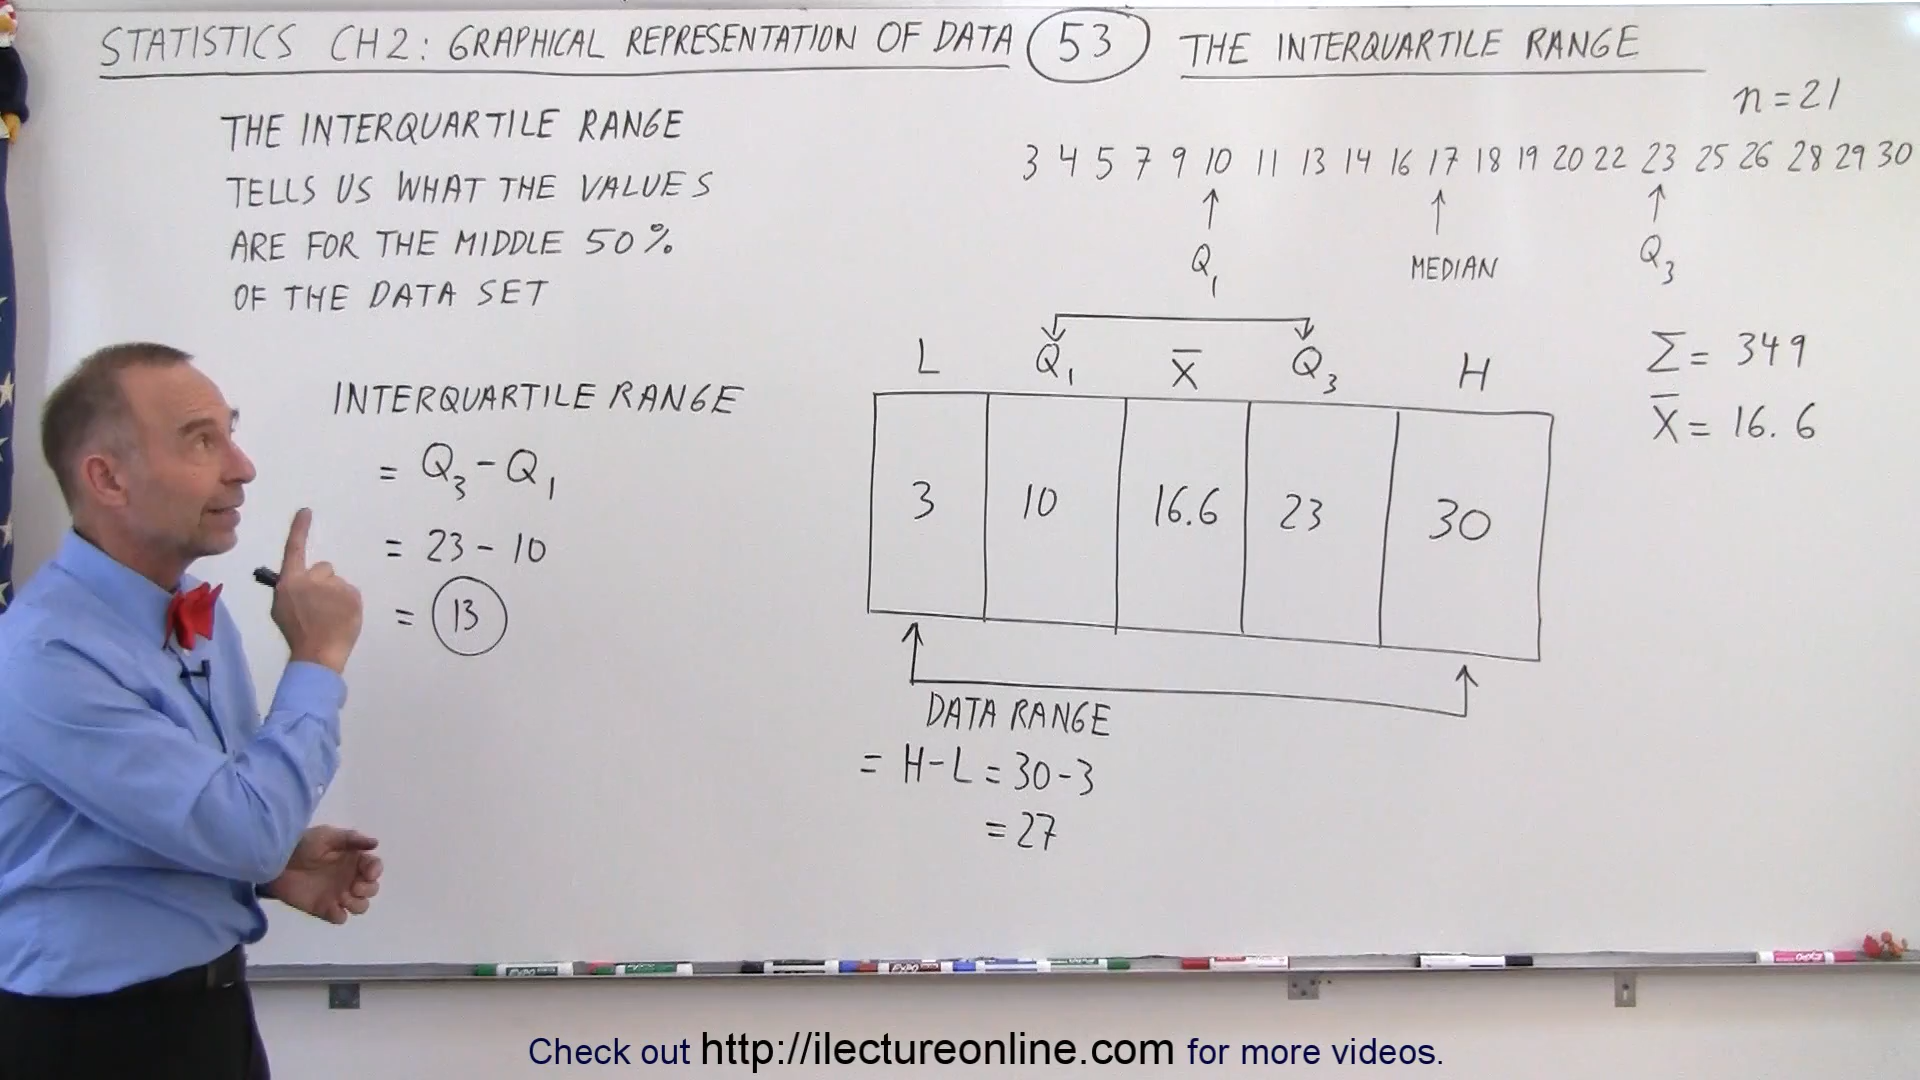 STATISTICS CH 2: GRAPHICAL REPRESENTATION OF DATA 53 THE INTERQUARTILE RANGE
THE INTERQUARTILE RANGE
TELLS US WHAT THE VALUES
ARE FOR THE MIDDLE 50%
OF THE DATA SET
INTERQUARTILE RANGE
= Q₃ - Q₁
= 23 - 10
= 13
n = 21
3 4 5 7 9 10 11 13 14 16 17 18 19 20 22 23 25 26 28 29 30
Q₁ MEDIAN Q₃
L Q₁ X̄ Q₃ H
3 10 16.6 23 30
Σ = 349
X̄ = 16.6
DATA RANGE
= H - L = 30 - 3
= 27
Check out http://ilectureonline.com for more videos.